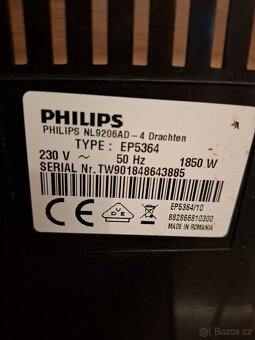 PHILIPS
PHILIPS NL9206AD-4 Drachten
TYPE : EP5364
230 V ~ 50 Hz 1850 W
SERIAL Nr.TW901848643885
EP5364/10
882866810300
MADE IN ROMANIA
bazos.cz